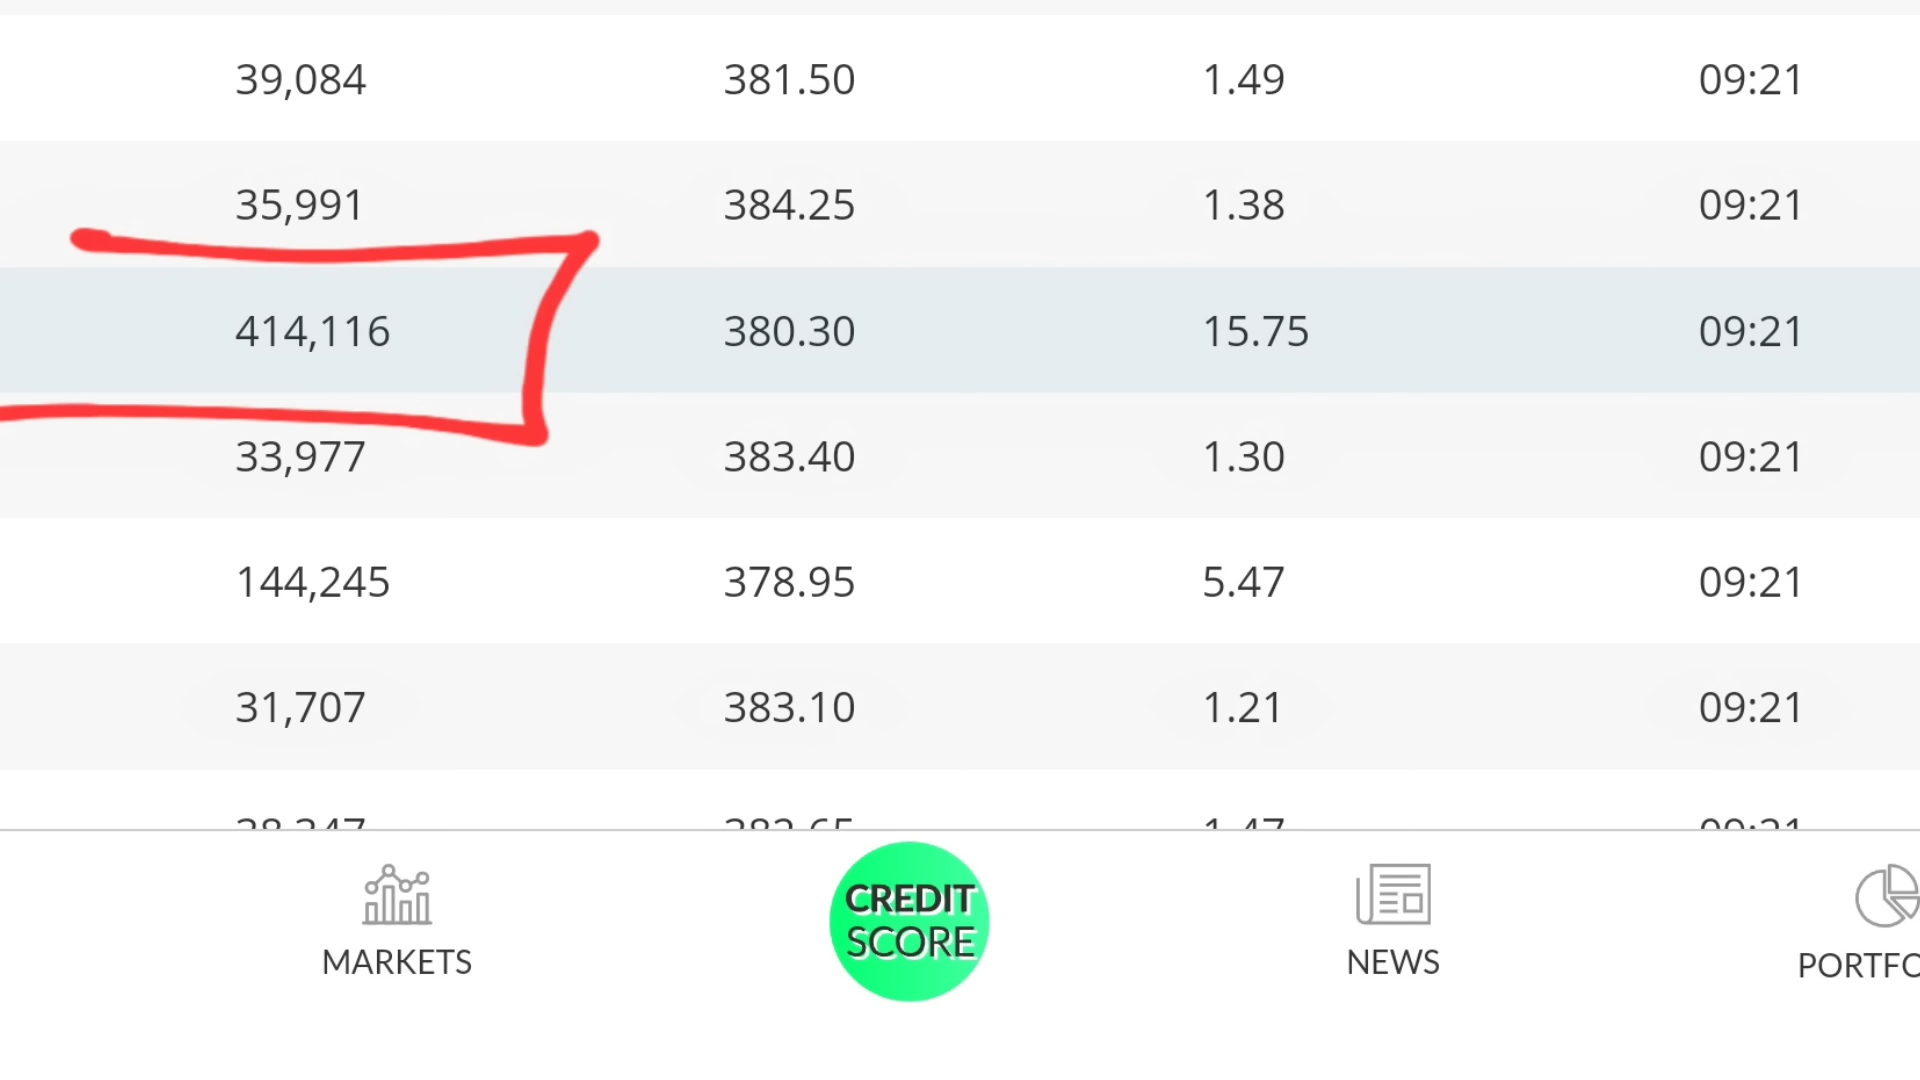 39,084 381.50 1.49 09:21
35,991 384.25 1.38 09:21
414,116 380.30 15.75 09:21
33,977 383.40 1.30 09:21
144,245 378.95 5.47 09:21
31,707 383.10 1.21 09:21
CREDIT
SCORE
MARKETS NEWS PORTFO